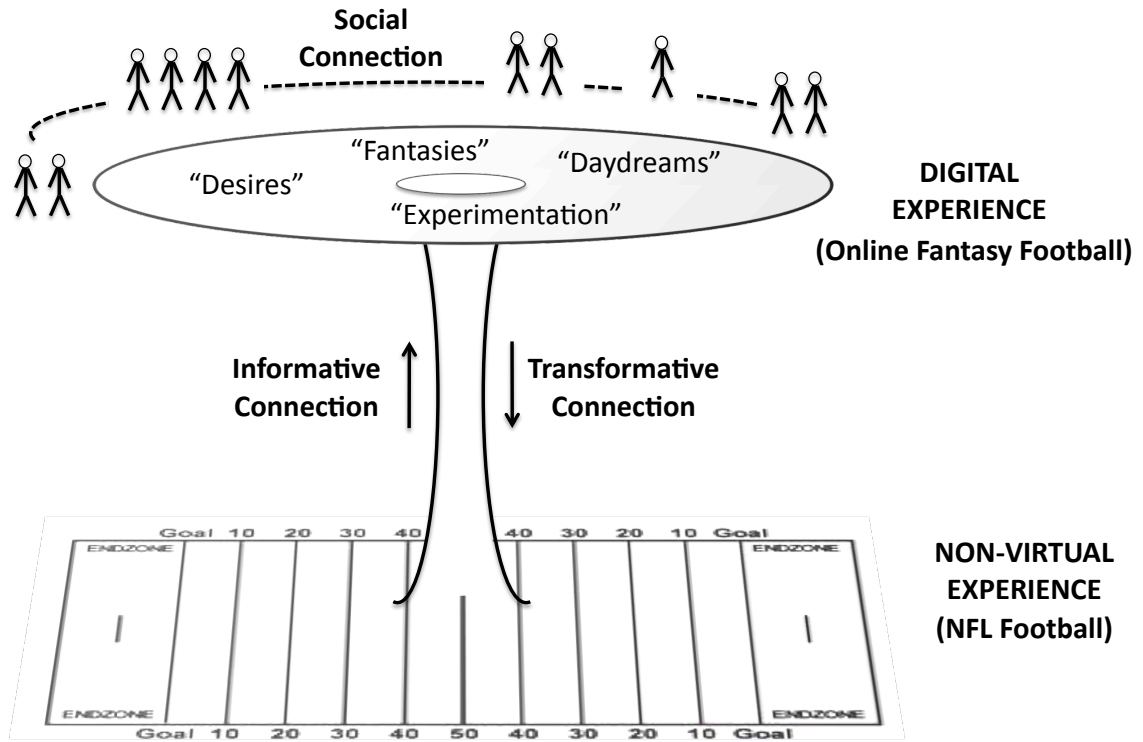 Social
Connection
“Fantasies”
“Daydreams”
“Desires”
“Experimentation”
DIGITAL
EXPERIENCE
(Online Fantasy Football)
Informative
Connection
Transformative
Connection
Goal 10 20 30 40 40 30 20 10 Goal
ENDZONE ENDZONE
NON-VIRTUAL
EXPERIENCE
(NFL Football)
ENDZONE ENDZONE
Goal 10 20 30 40 50 40 30 20 10 Goal